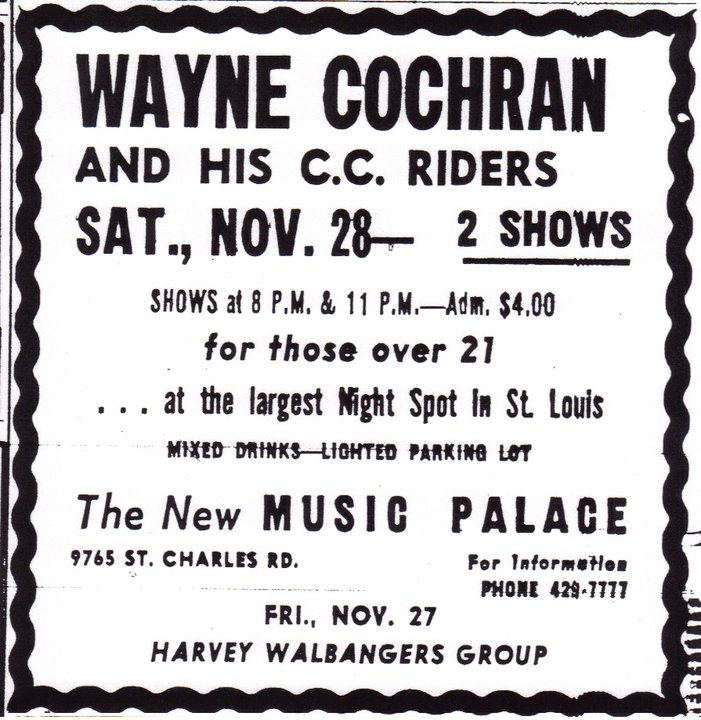 WAYNE COCHRAN
AND HIS C.C. RIDERS
SAT., NOV. 28— 2 SHOWS
SHOWS at 8 P.M. & 11 P.M.—Adm. $4.00
for those over 21
. . . at the largest Night Spot In St. Louis
MIXED DRINKS—LIGHTED PARKING LOT
The New MUSIC PALACE
9765 ST. CHARLES RD.
For Information
PHONE 429-7777
FRI., NOV. 27
HARVEY WALBANGERS GROUP